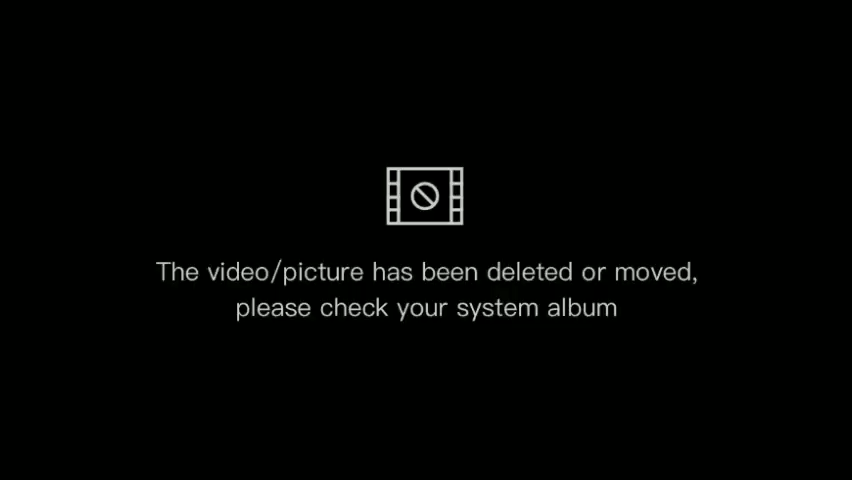 The video/picture has been deleted or moved,
please check your system album